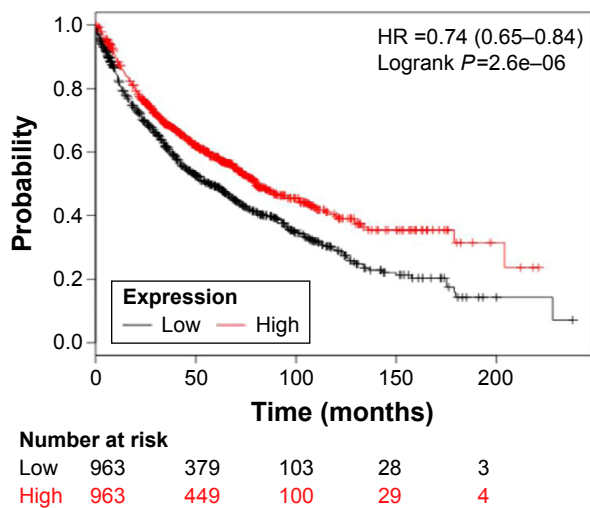 HR =0.74 (0.65–0.84)
Logrank P=2.6e–06
Probability
1.0
0.8
0.6
0.4
0.2
0.0
Expression
Low High
0 50 100 150 200
Time (months)
Number at risk
Low 963 379 103 28 3
High 963 449 100 29 4